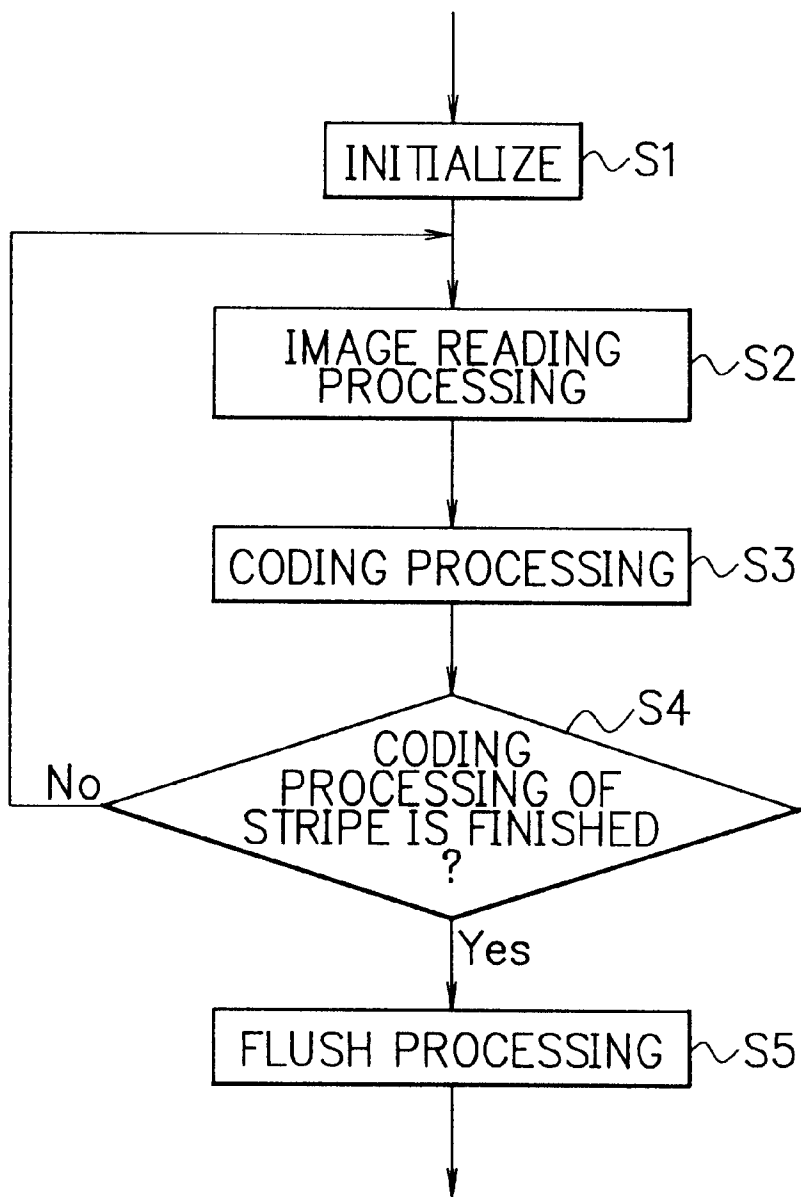 INITIALIZE
S1
IMAGE READING
PROCESSING
S2
CODING PROCESSING
S3
S4
CODING
PROCESSING OF
STRIPE IS FINISHED
?
No
Yes
FLUSH PROCESSING
S5